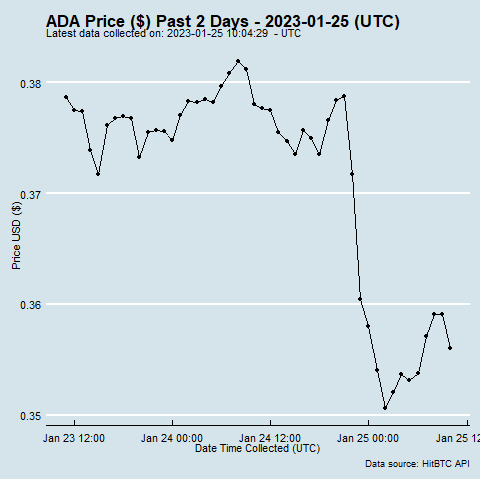 ADA Price ($) Past 2 Days - 2023-01-25 (UTC)
Latest data collected on: 2023-01-25 10:04:29  - UTC
0.38
0.37
Price USD ($)
0.36
0.35
Jan 23 12:00
Jan 24 00:00
Jan 24 12:00
Jan 25 00:00
Jan 25 12
Date Time Collected (UTC)
Data source: HitBTC API